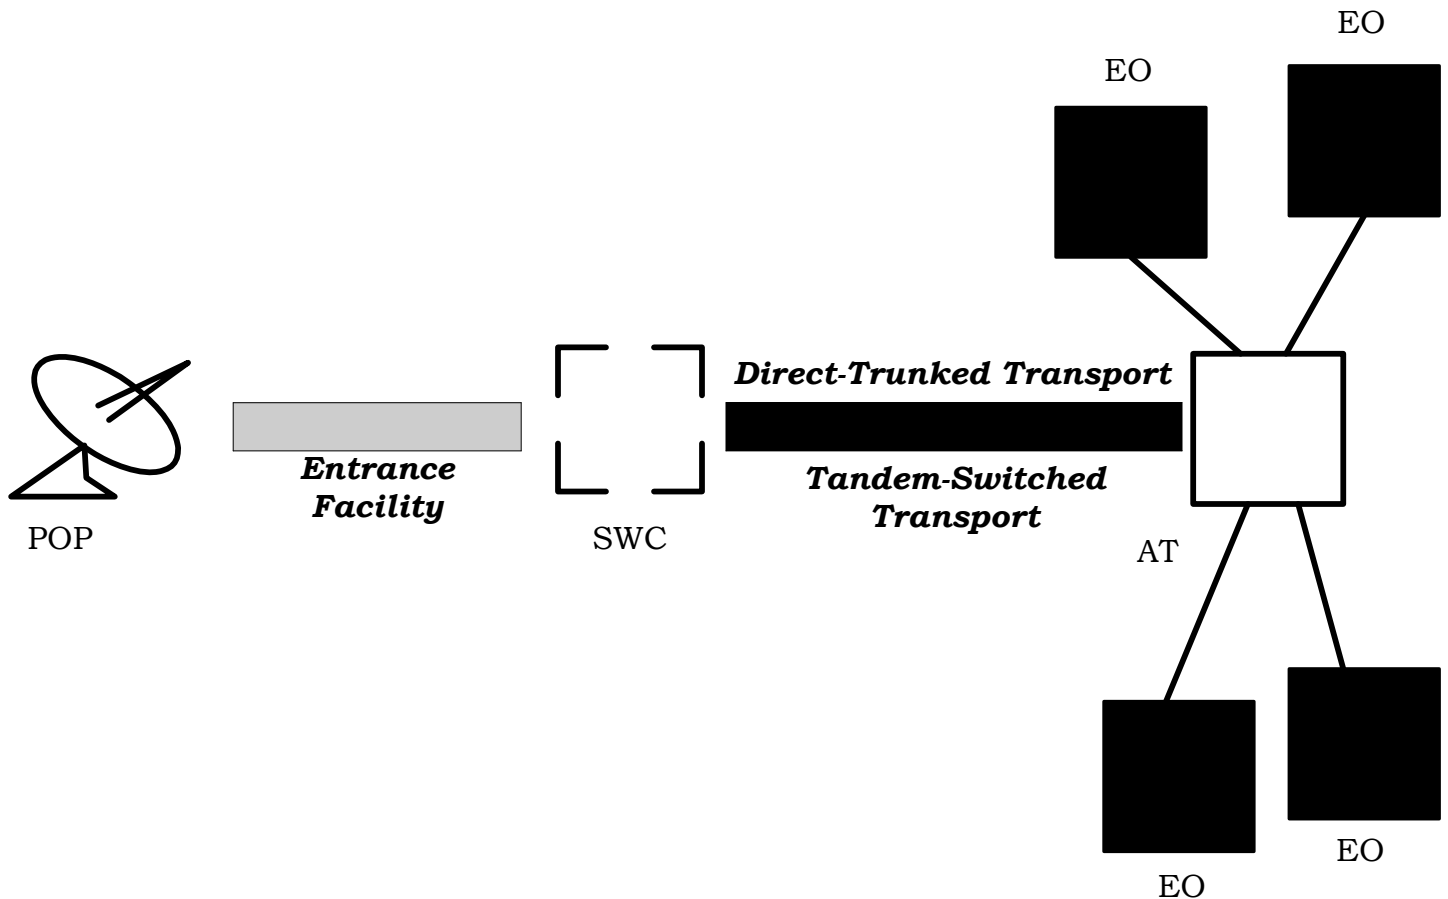 EO
EO
Direct-Trunked Transport
Entrance
Facility
Tandem-Switched
Transport
POP
SWC
AT
EO
EO